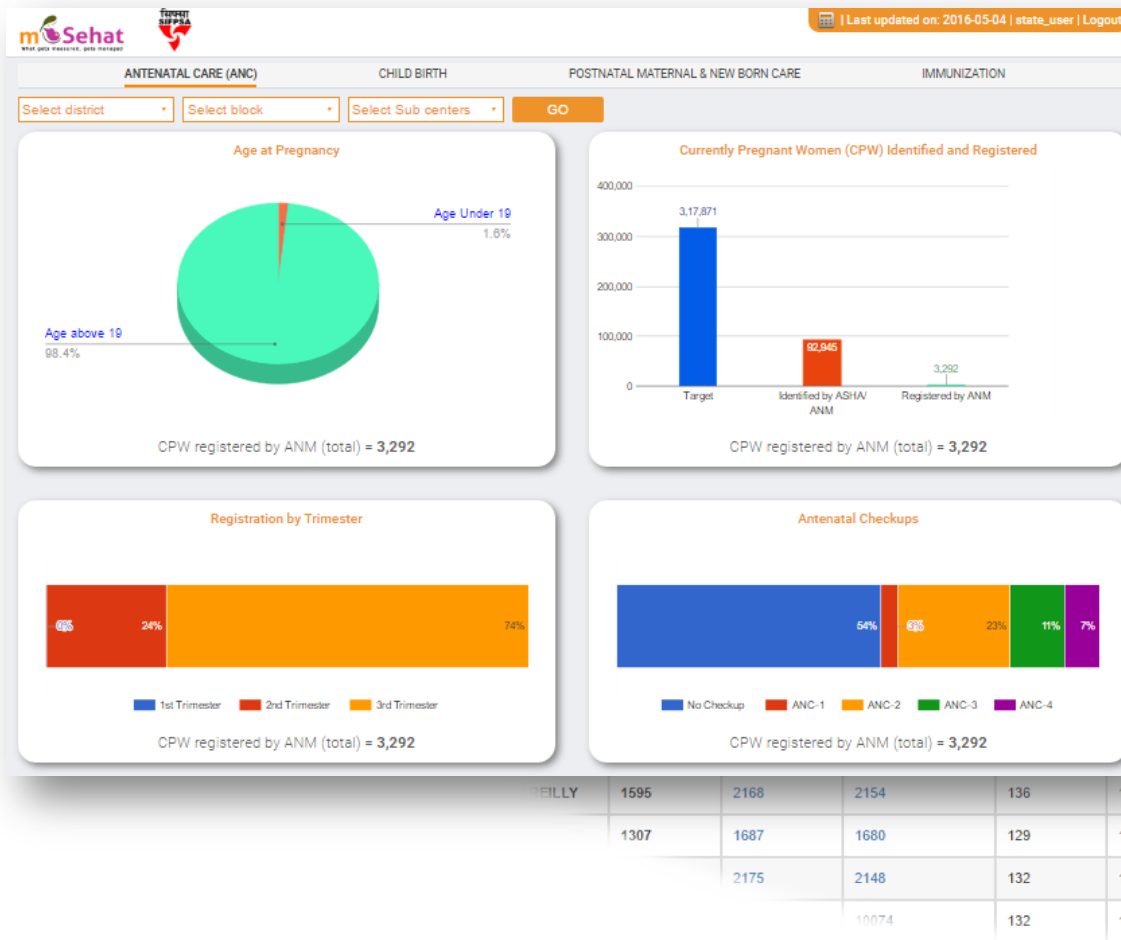 mSehat
What gets measured, gets managed
सिफ्सा
SIFPSA
| Last updated on: 2016-05-04 | state_user | Logout
ANTENATAL CARE (ANC)
CHILD BIRTH
POSTNATAL MATERNAL & NEW BORN CARE
IMMUNIZATION
Select district
Select block
Select Sub centers
GO
Age at Pregnancy
Age Under 19
1.6%
Age above 19
98.4%
CPW registered by ANM (total) = 3,292
Currently Pregnant Women (CPW) Identified and Registered
400,000
300,000
200,000
100,000
0
3,17,871
92,945
3,292
Target
Identified by ASHA/
ANM
Registered by ANM
CPW registered by ANM (total) = 3,292
Registration by Trimester
0%
24%
74%
1st Trimester
2nd Trimester
3rd Trimester
CPW registered by ANM (total) = 3,292
Antenatal Checkups
54%
3%
23%
11%
7%
No Checkup
ANC-1
ANC-2
ANC-3
ANC-4
CPW registered by ANM (total) = 3,292
REILLY 1595 2168 2154 136
1307 1687 1680 129
2175 2148 132
10074 132